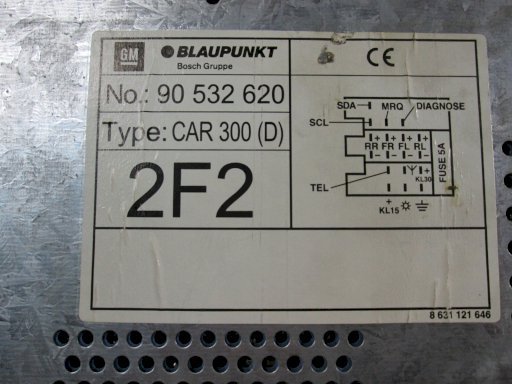 GM BLAUPUNKT
Bosch Gruppe
CE
No.: 90 532 620
Type: CAR 300 (D)
2F2
SDA MRQ DIAGNOSE
SCL
+ + + +
RR FR FL RL
- - - -
FUSE 5A
+
KL30
TEL
+
KL15
8 631 121 646